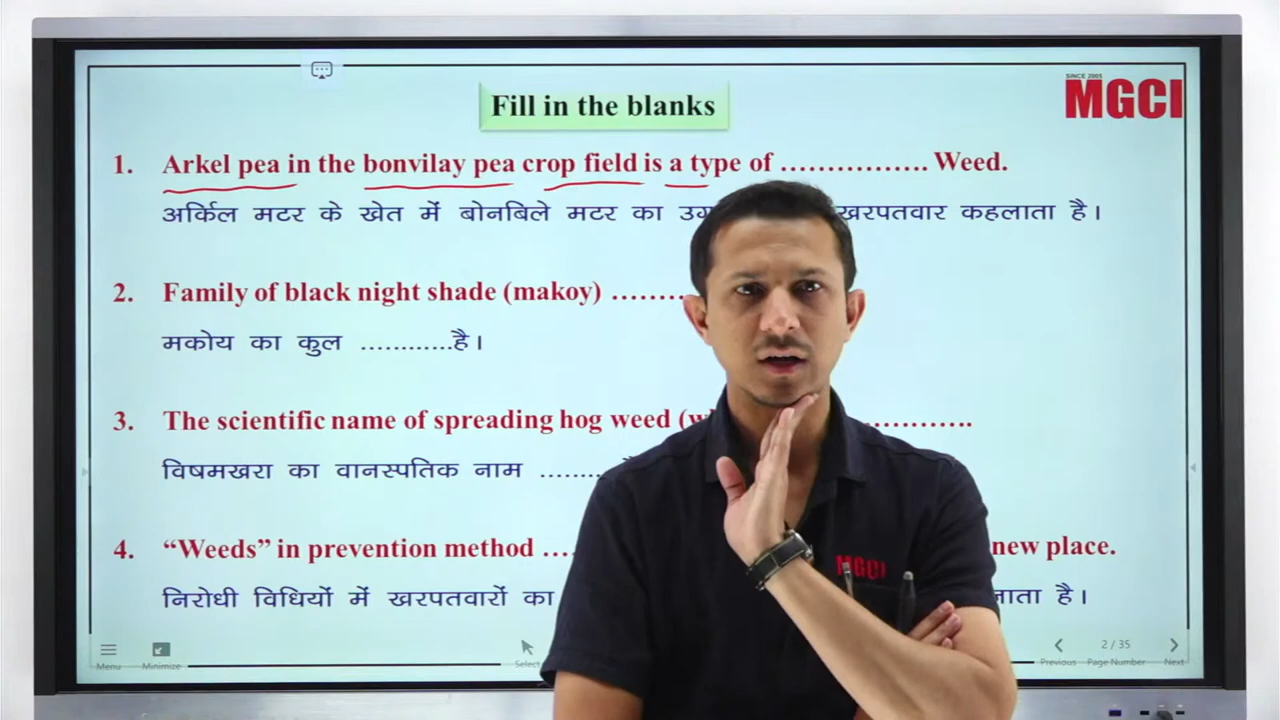 SINCE 2005
MGCI
Fill in the blanks
1. Arkel pea in the bonvilay pea crop field is a type of ................ Weed.
अर्किल मटर के खेत में बोनबिले मटर का खरपतवार कहलाता है।
2. Family of black night shade (makoy) ........
मकोय का कुल ............है।
3. The scientific name of spreading hog weed ............
विषमखरा का वानस्पतिक नाम ........
4. “Weeds” in prevention method ... new place.
निरोधी विधियों में खरपतवारों का है।
MGCI
Menu Minimize Select Previous Page Number Next
2 / 35